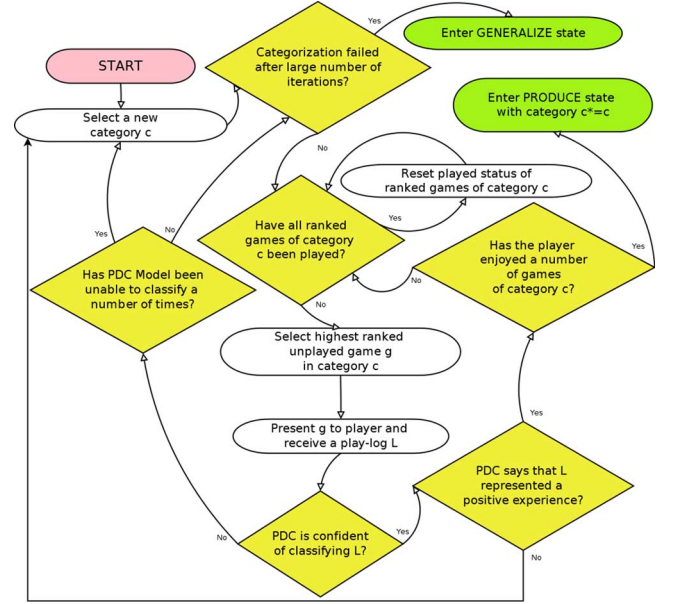 START
Select a new
category c
Categorization failed
after large number of
iterations?
Yes
Enter GENERALIZE state
No
Enter PRODUCE state
with category c*=c
Reset played status of
ranked games of category c
Have all ranked
games of category
c been played?
Yes
No
Has the player
enjoyed a number
of games
of category c?
Yes
No
Has PDC Model been
unable to classify a
number of times?
Yes
No
Select highest ranked
unplayed game g
in category c
Present g to player and
receive a play-log L
PDC is confident
of classifying L?
No
Yes
PDC says that L
represented a
positive experience?
Yes
No